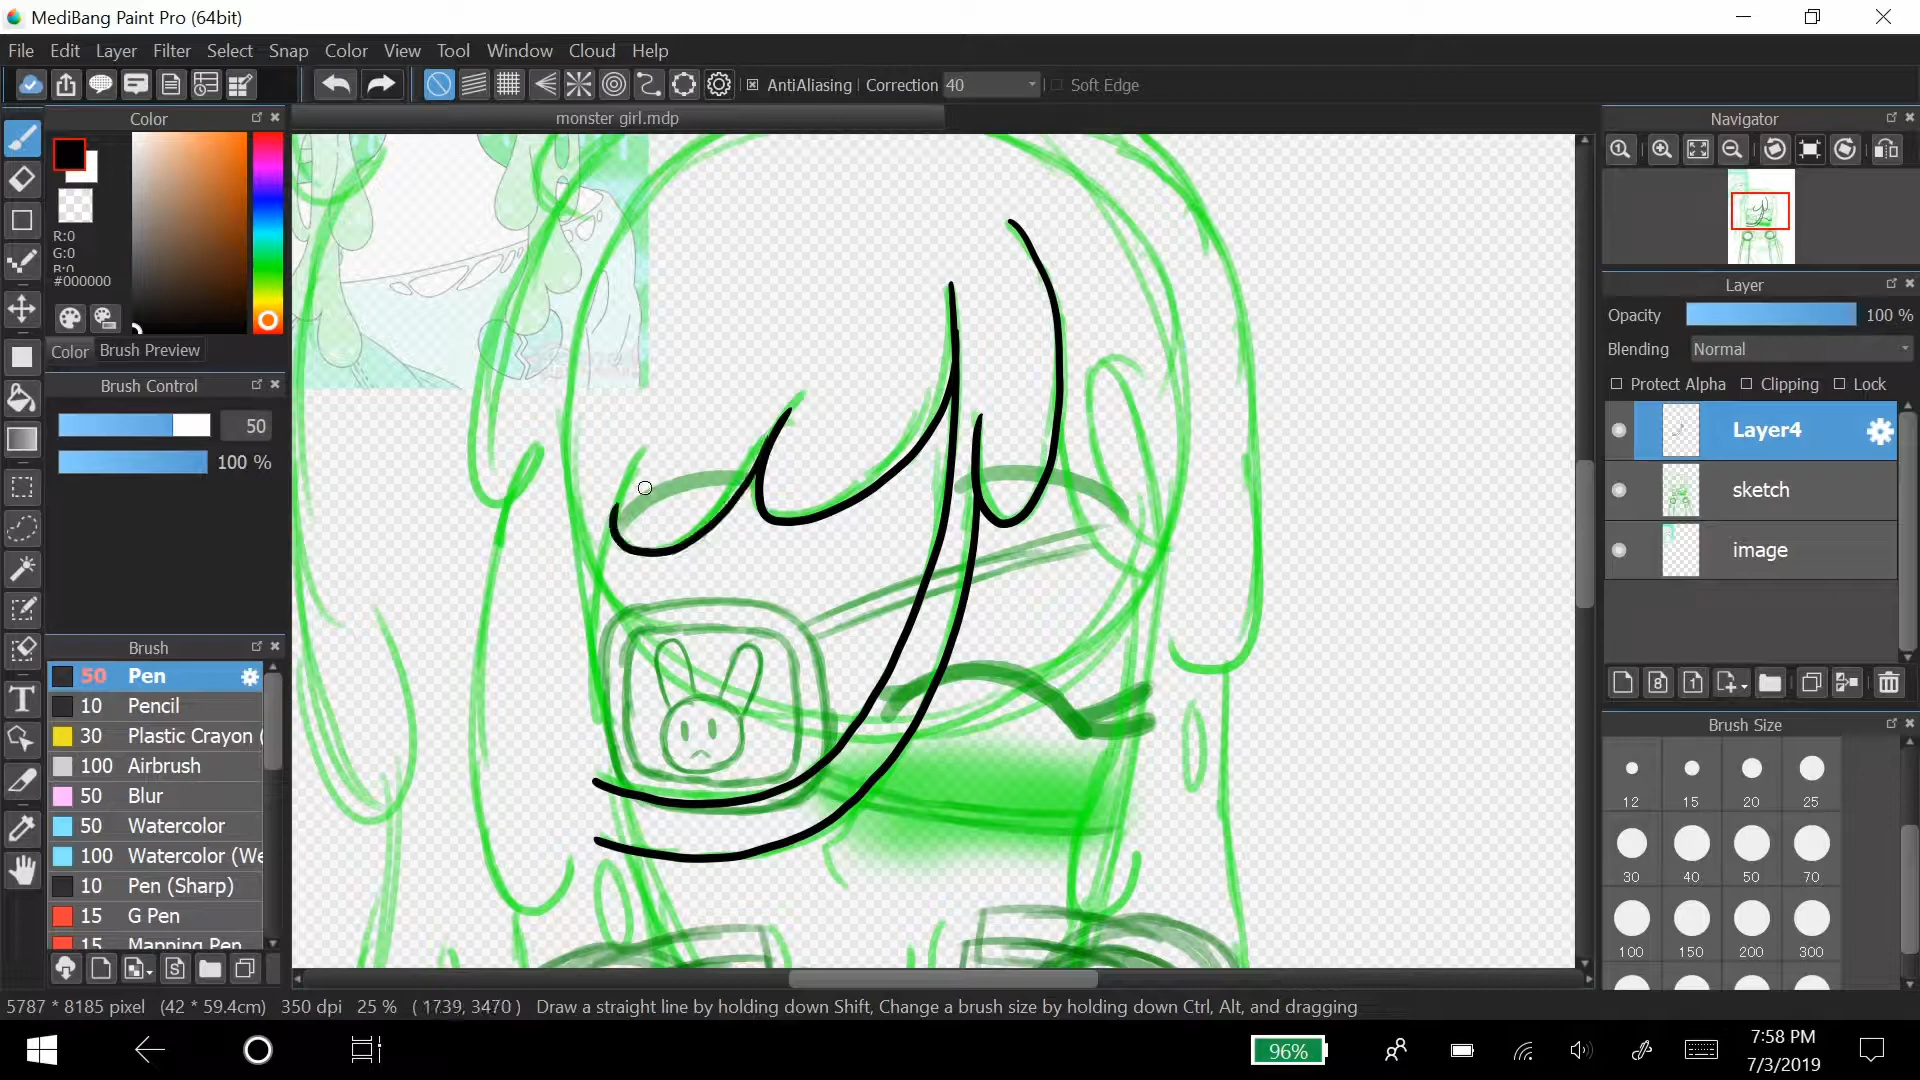 MediBang Paint Pro (64bit)
File Edit Layer Filter Select Snap Color View Tool Window Cloud Help
AntiAliasing Correction 40 Soft Edge
Color
monster girl.mdp
Navigator
R:0
G:0
B:0
#000000
Color Brush Preview
Brush Control
50
100 %
Layer
Opacity 100 %
Blending Normal
Protect Alpha Clipping Lock
Layer4
sketch
image
Brush
50 Pen
10 Pencil
30 Plastic Crayon (
100 Airbrush
50 Blur
50 Watercolor
100 Watercolor (We
10 Pen (Sharp)
15 G Pen
15 Mapping Pen
Brush Size
12 15 20 25
30 40 50 70
100 150 200 300
5787 * 8185 pixel (42 * 59.4cm) 350 dpi 25 % ( 1739, 3470 ) Draw a straight line by holding down Shift, Change a brush size by holding down Ctrl, Alt, and dragging
96%
7:58 PM
7/3/2019